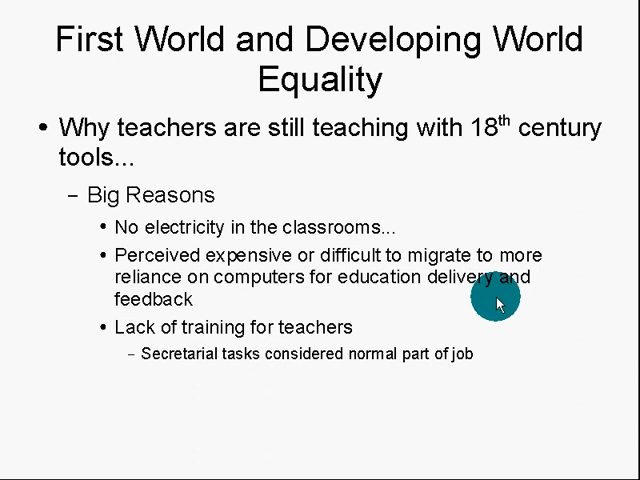 First World and Developing World
Equality
• Why teachers are still teaching with 18th century
tools...
– Big Reasons
• No electricity in the classrooms...
• Perceived expensive or difficult to migrate to more
reliance on computers for education delivery and
feedback
• Lack of training for teachers
– Secretarial tasks considered normal part of job